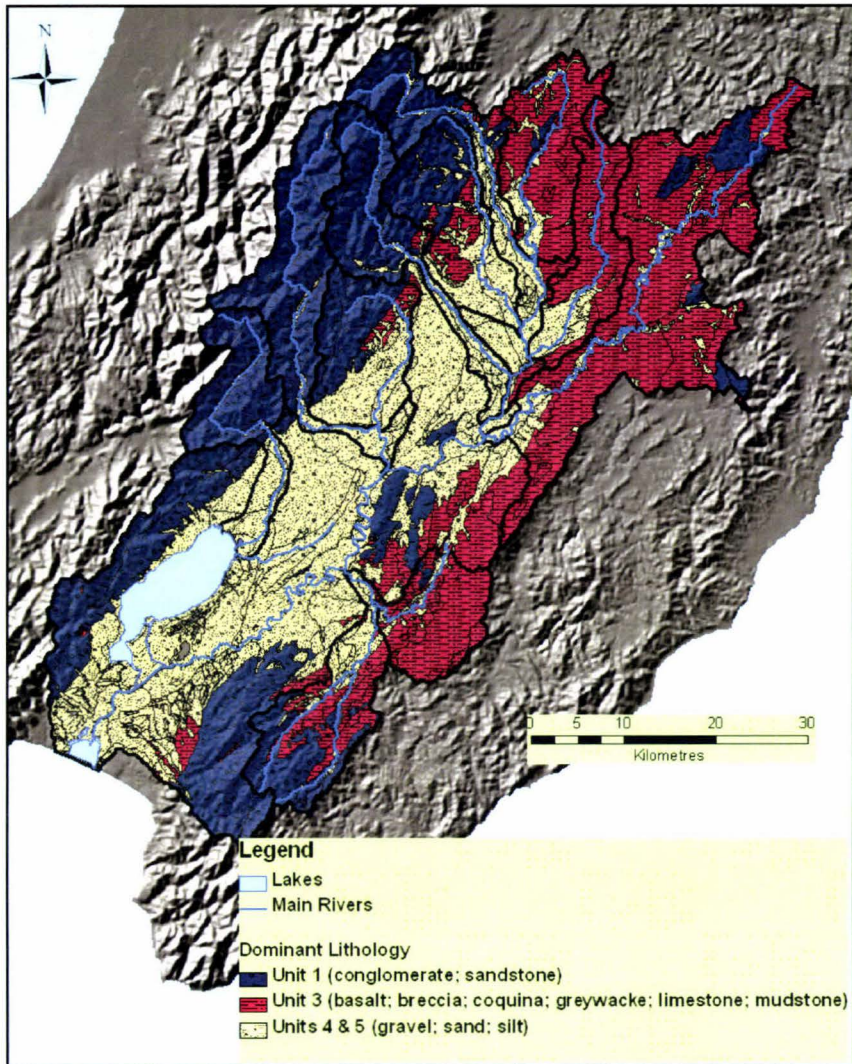 N
0 5 10 20 30
Kilometres
Legend
Lakes
Main Rivers
Dominant Lithology
Unit 1 (conglomerate; sandstone)
Unit 3 (basalt; breccia; coquina; greywacke; limestone; mudstone)
Units 4 & 5 (gravel; sand; silt)